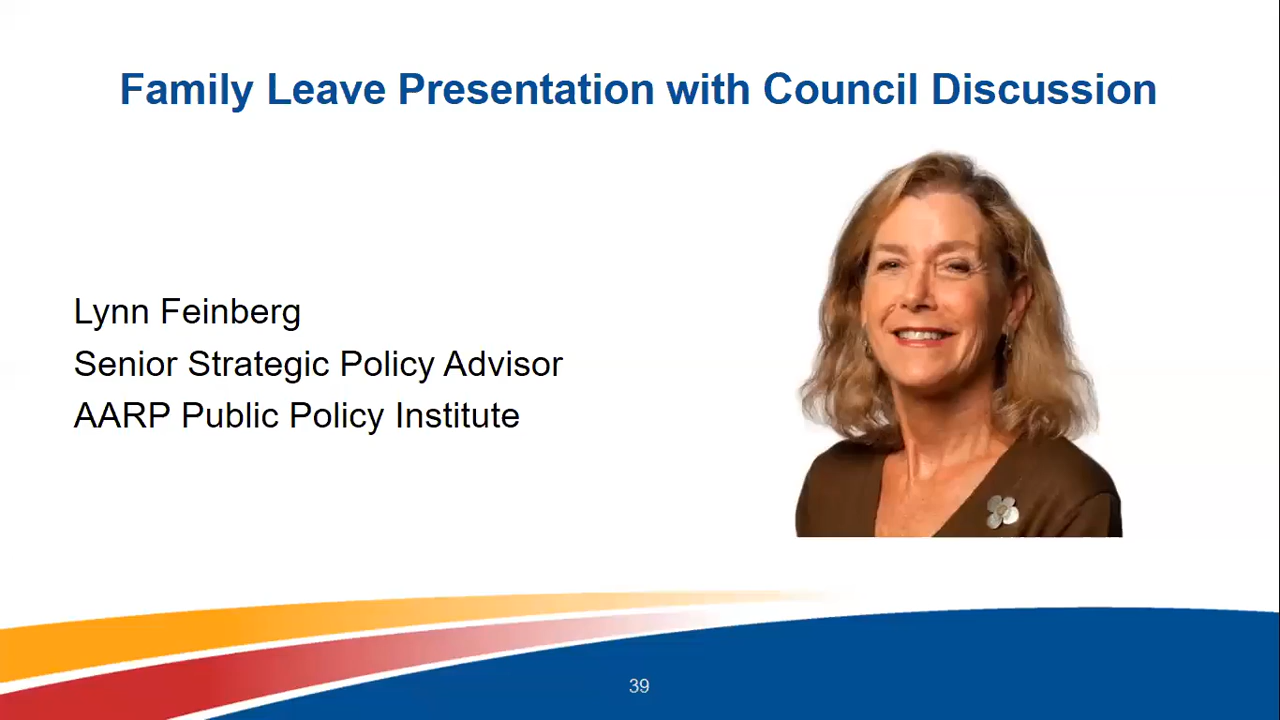 Family Leave Presentation with Council Discussion
Lynn Feinberg
Senior Strategic Policy Advisor
AARP Public Policy Institute
39